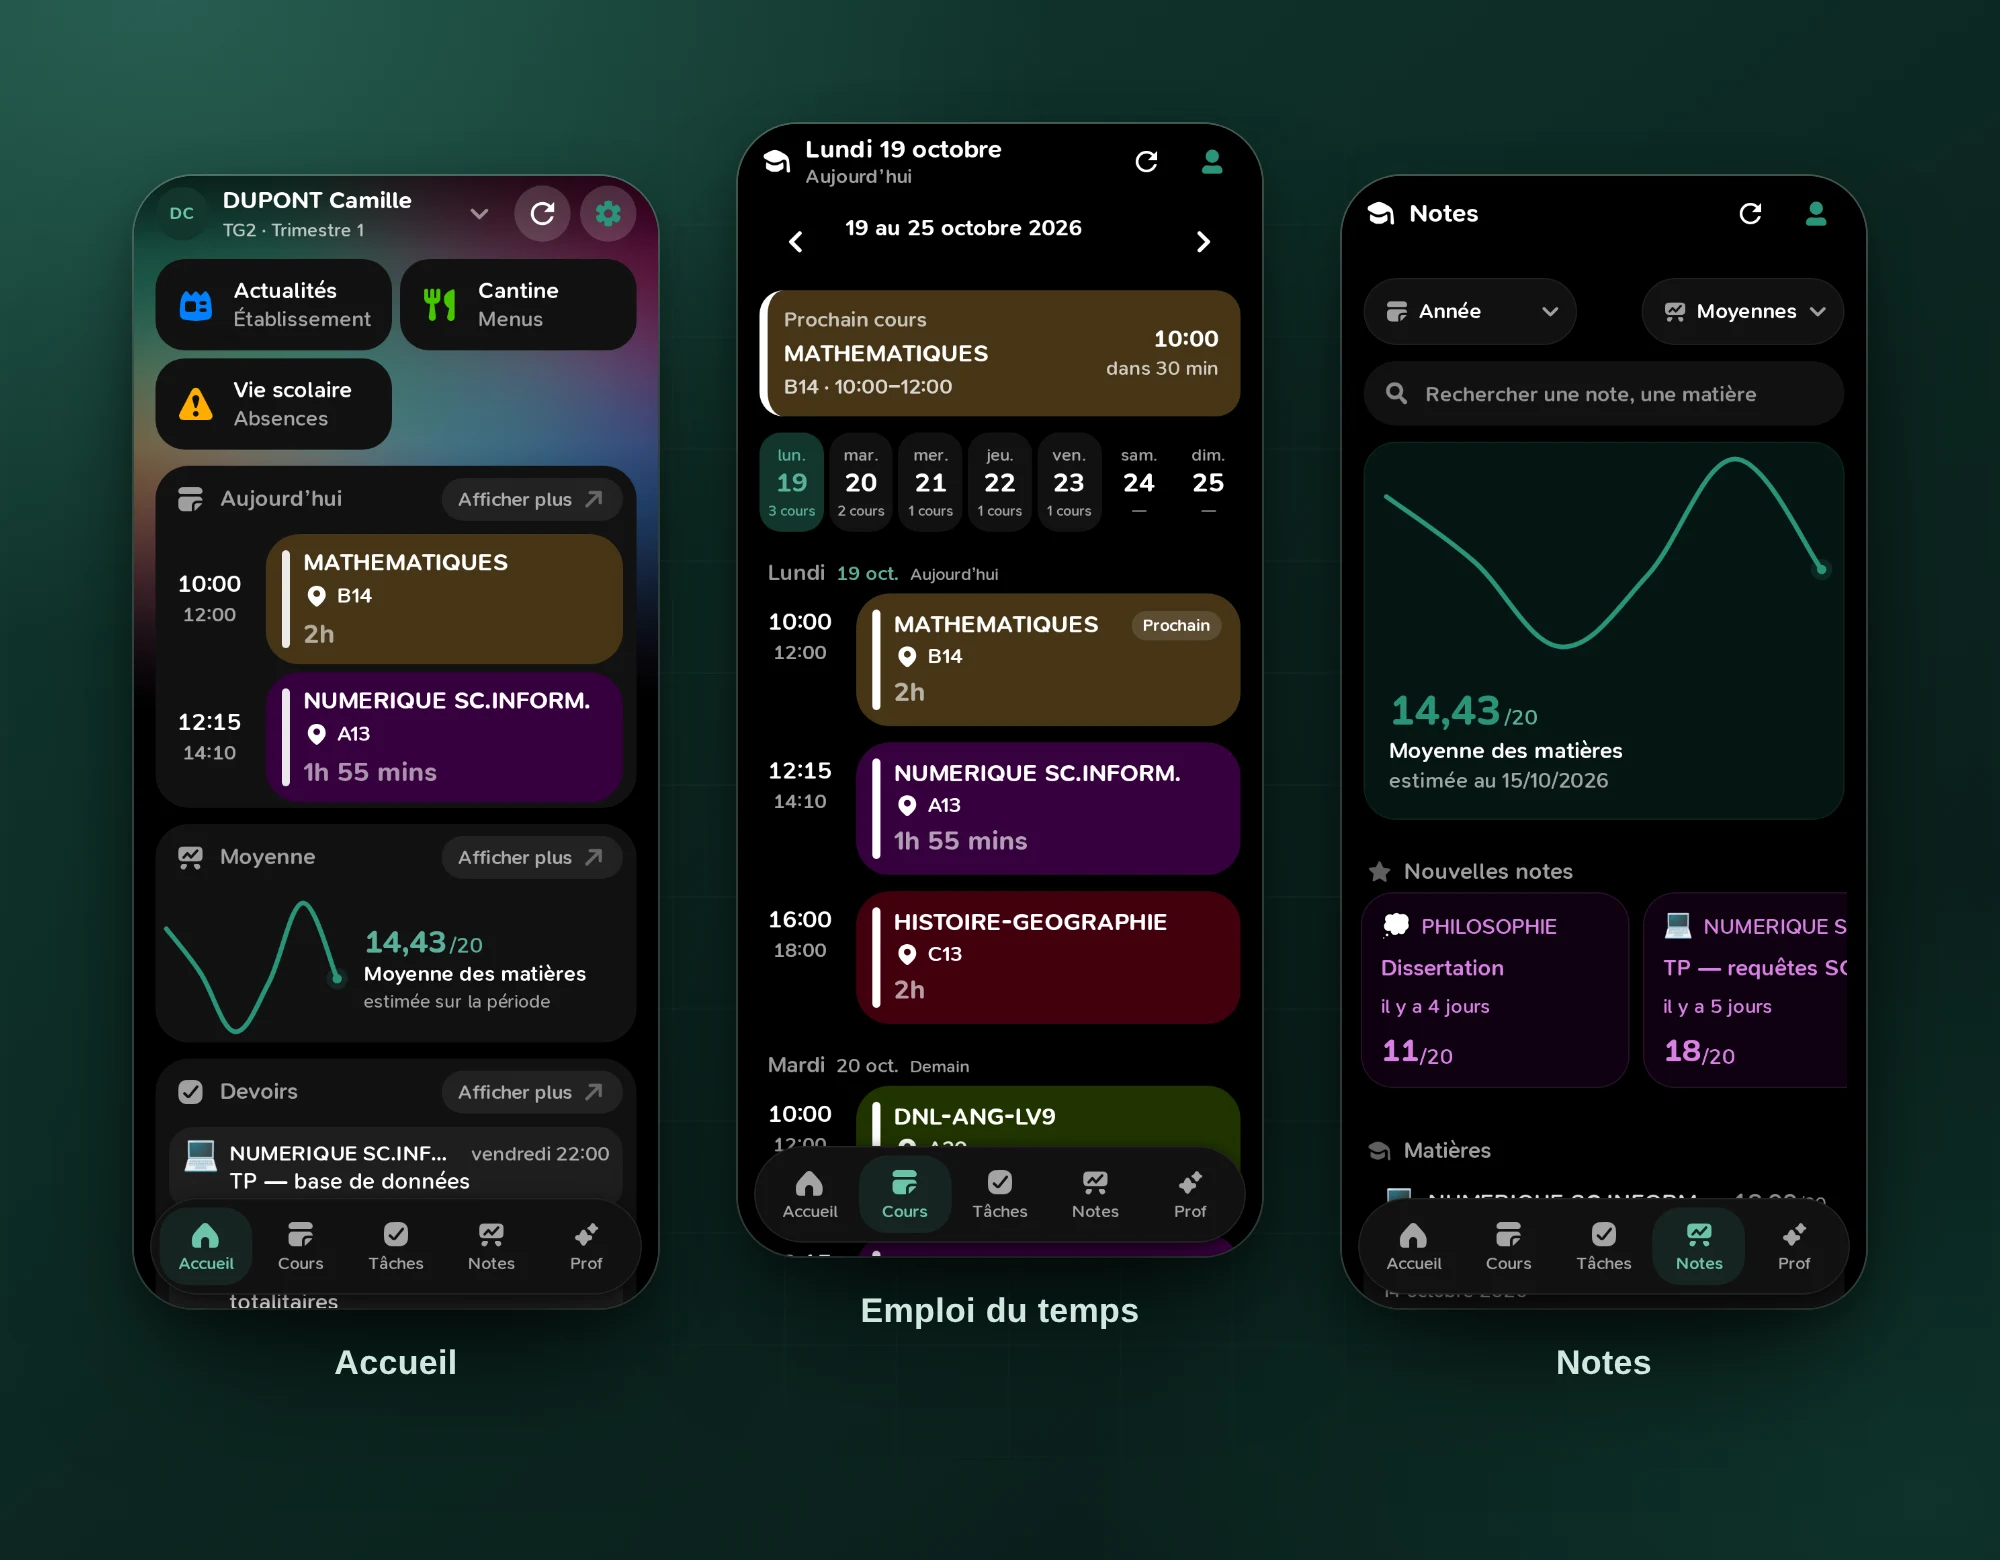 DC
DUPONT Camille
TG2 · Trimestre 1
Actualités
Établissement
Cantine
Menus
Vie scolaire
Absences
Aujourd'hui
Afficher plus
10:00
12:00
MATHEMATIQUES
B14
2h
12:15
14:10
NUMERIQUE SC.INFORM.
A13
1h 55 mins
Moyenne
Afficher plus
14,43/20
Moyenne des matières
estimée sur la période
Devoirs
Afficher plus
NUMERIQUE SC.INF...
vendredi 22:00
TP — base de données
Accueil
Cours
Tâches
Notes
Prof
totalitaires
Accueil
Lundi 19 octobre
Aujourd'hui
19 au 25 octobre 2026
Prochain cours
MATHEMATIQUES
B14 · 10:00–12:00
10:00
dans 30 min
lun.
19
3 cours
mar.
20
2 cours
mer.
21
1 cours
jeu.
22
1 cours
ven.
23
1 cours
sam.
24
—
dim.
25
—
Lundi 19 oct. Aujourd'hui
10:00
12:00
MATHEMATIQUES
Prochain
B14
2h
12:15
14:10
NUMERIQUE SC.INFORM.
A13
1h 55 mins
16:00
18:00
HISTOIRE-GEOGRAPHIE
C13
2h
Mardi 20 oct. Demain
10:00
12:00
DNL-ANG-LV9
Accueil
Cours
Tâches
Notes
Prof
Emploi du temps
Notes
Année
Moyennes
Rechercher une note, une matière
14,43/20
Moyenne des matières
estimée au 15/10/2026
Nouvelles notes
PHILOSOPHIE
Dissertation
il y a 4 jours
11/20
NUMERIQUE S
TP — requêtes SQ
il y a 5 jours
18/20
Matières
NUMERIQUE SC.INFORM.
Accueil
Cours
Tâches
Notes
Prof
14 octobre 2026
Notes